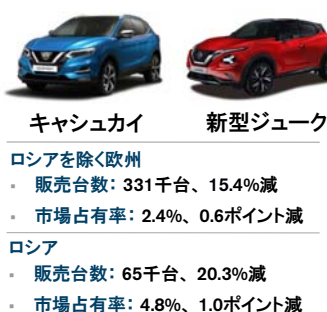 キャシュカイ 新型ジューク
ロシアを除く欧州
▪ 販売台数: 331千台、15.4%減
▪ 市場占有率: 2.4%、0.6ポイント減
ロシア
▪ 販売台数: 65千台、20.3%減
▪ 市場占有率: 4.8%、1.0ポイント減